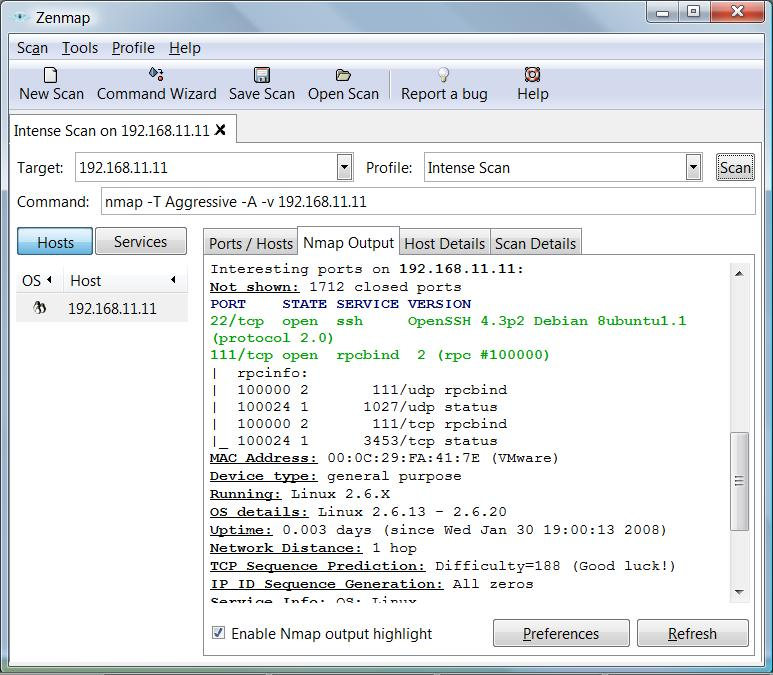 Zenmap
Scan Tools Profile Help
New Scan Command Wizard Save Scan Open Scan Report a bug Help
Intense Scan on 192.168.11.11
Target: 192.168.11.11 Profile: Intense Scan Scan
Command: nmap -T Aggressive -A -v 192.168.11.11
Hosts Services
OS Host
192.168.11.11
Ports / Hosts Nmap Output Host Details Scan Details
Interesting ports on 192.168.11.11:
Not shown: 1712 closed ports
PORT STATE SERVICE VERSION
22/tcp open ssh OpenSSH 4.3p2 Debian 8ubuntu1.1
(protocol 2.0)
111/tcp open rpcbind 2 (rpc #100000)
| rpcinfo:
| 100000 2 111/udp rpcbind
| 100024 1 1027/udp status
| 100000 2 111/tcp rpcbind
|_ 100024 1 3453/tcp status
MAC Address: 00:0C:29:FA:41:7E (VMware)
Device type: general purpose
Running: Linux 2.6.X
OS details: Linux 2.6.13 - 2.6.20
Uptime: 0.003 days (since Wed Jan 30 19:00:13 2008)
Network Distance: 1 hop
TCP Sequence Prediction: Difficulty=188 (Good luck!)
IP ID Sequence Generation: All zeros
Service Info: OS: Linux
Enable Nmap output highlight Preferences Refresh